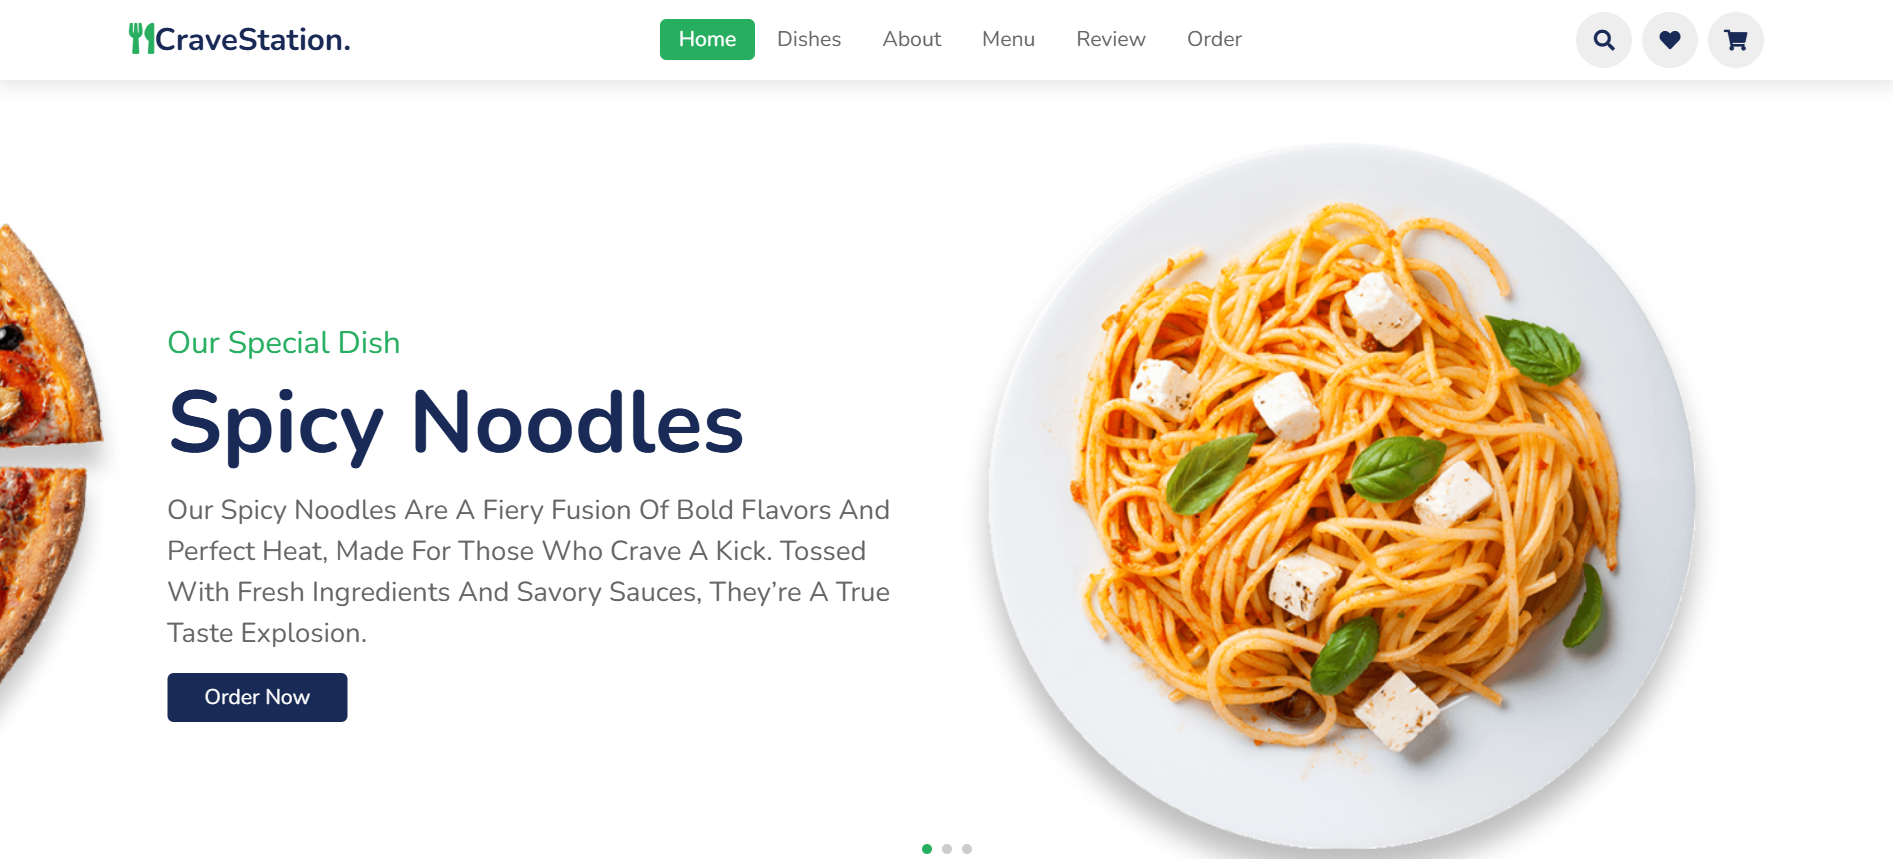 CraveStation.
Home
Dishes
About
Menu
Review
Order
Our Special Dish
Spicy Noodles
Our Spicy Noodles Are A Fiery Fusion Of Bold Flavors And
Perfect Heat, Made For Those Who Crave A Kick. Tossed
With Fresh Ingredients And Savory Sauces, They’re A True
Taste Explosion.
Order Now